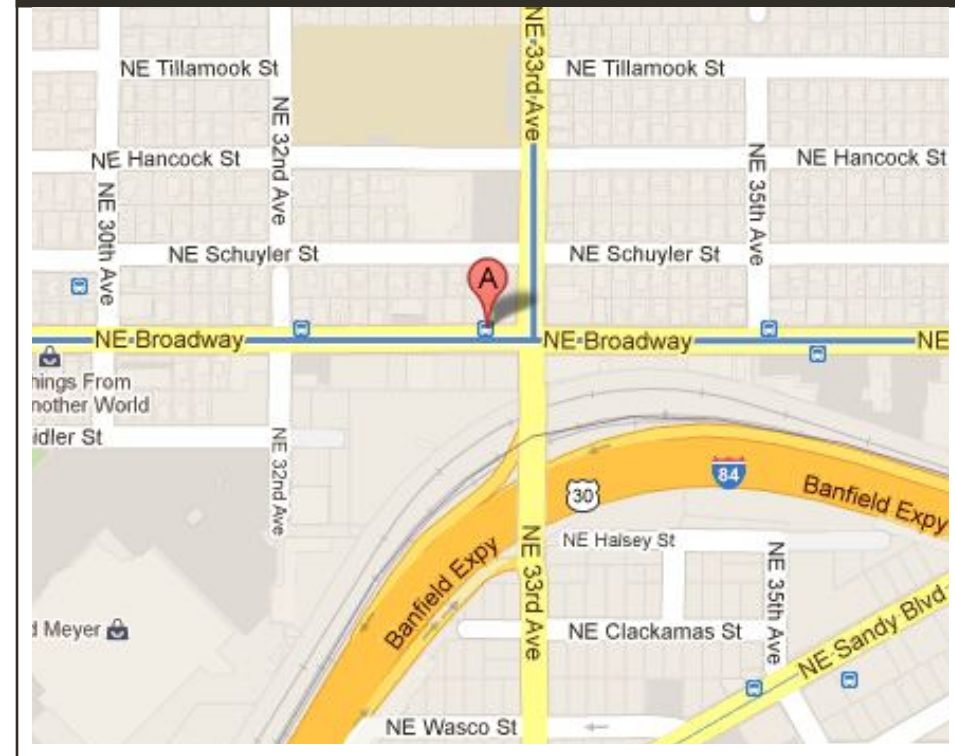 NE 33rd Ave
NE Tillamook St
NE Tillamook St
NE 32nd Ave
NE Hancock St
NE 35th Ave
NE Hancock St
NE 30th Ave
NE Schuyler St
NE Schuyler St
A
NE Broadway
NE Broadway
NE
hings From
nother World
idler St
NE 32nd Ave
84
30
Banfield Expy
NE 33rd Ave
NE Halsey St
NE 35th Ave
Banfield Expy
d Meyer
NE Clackamas St
NE Sandy Blvd
NE Wasco St